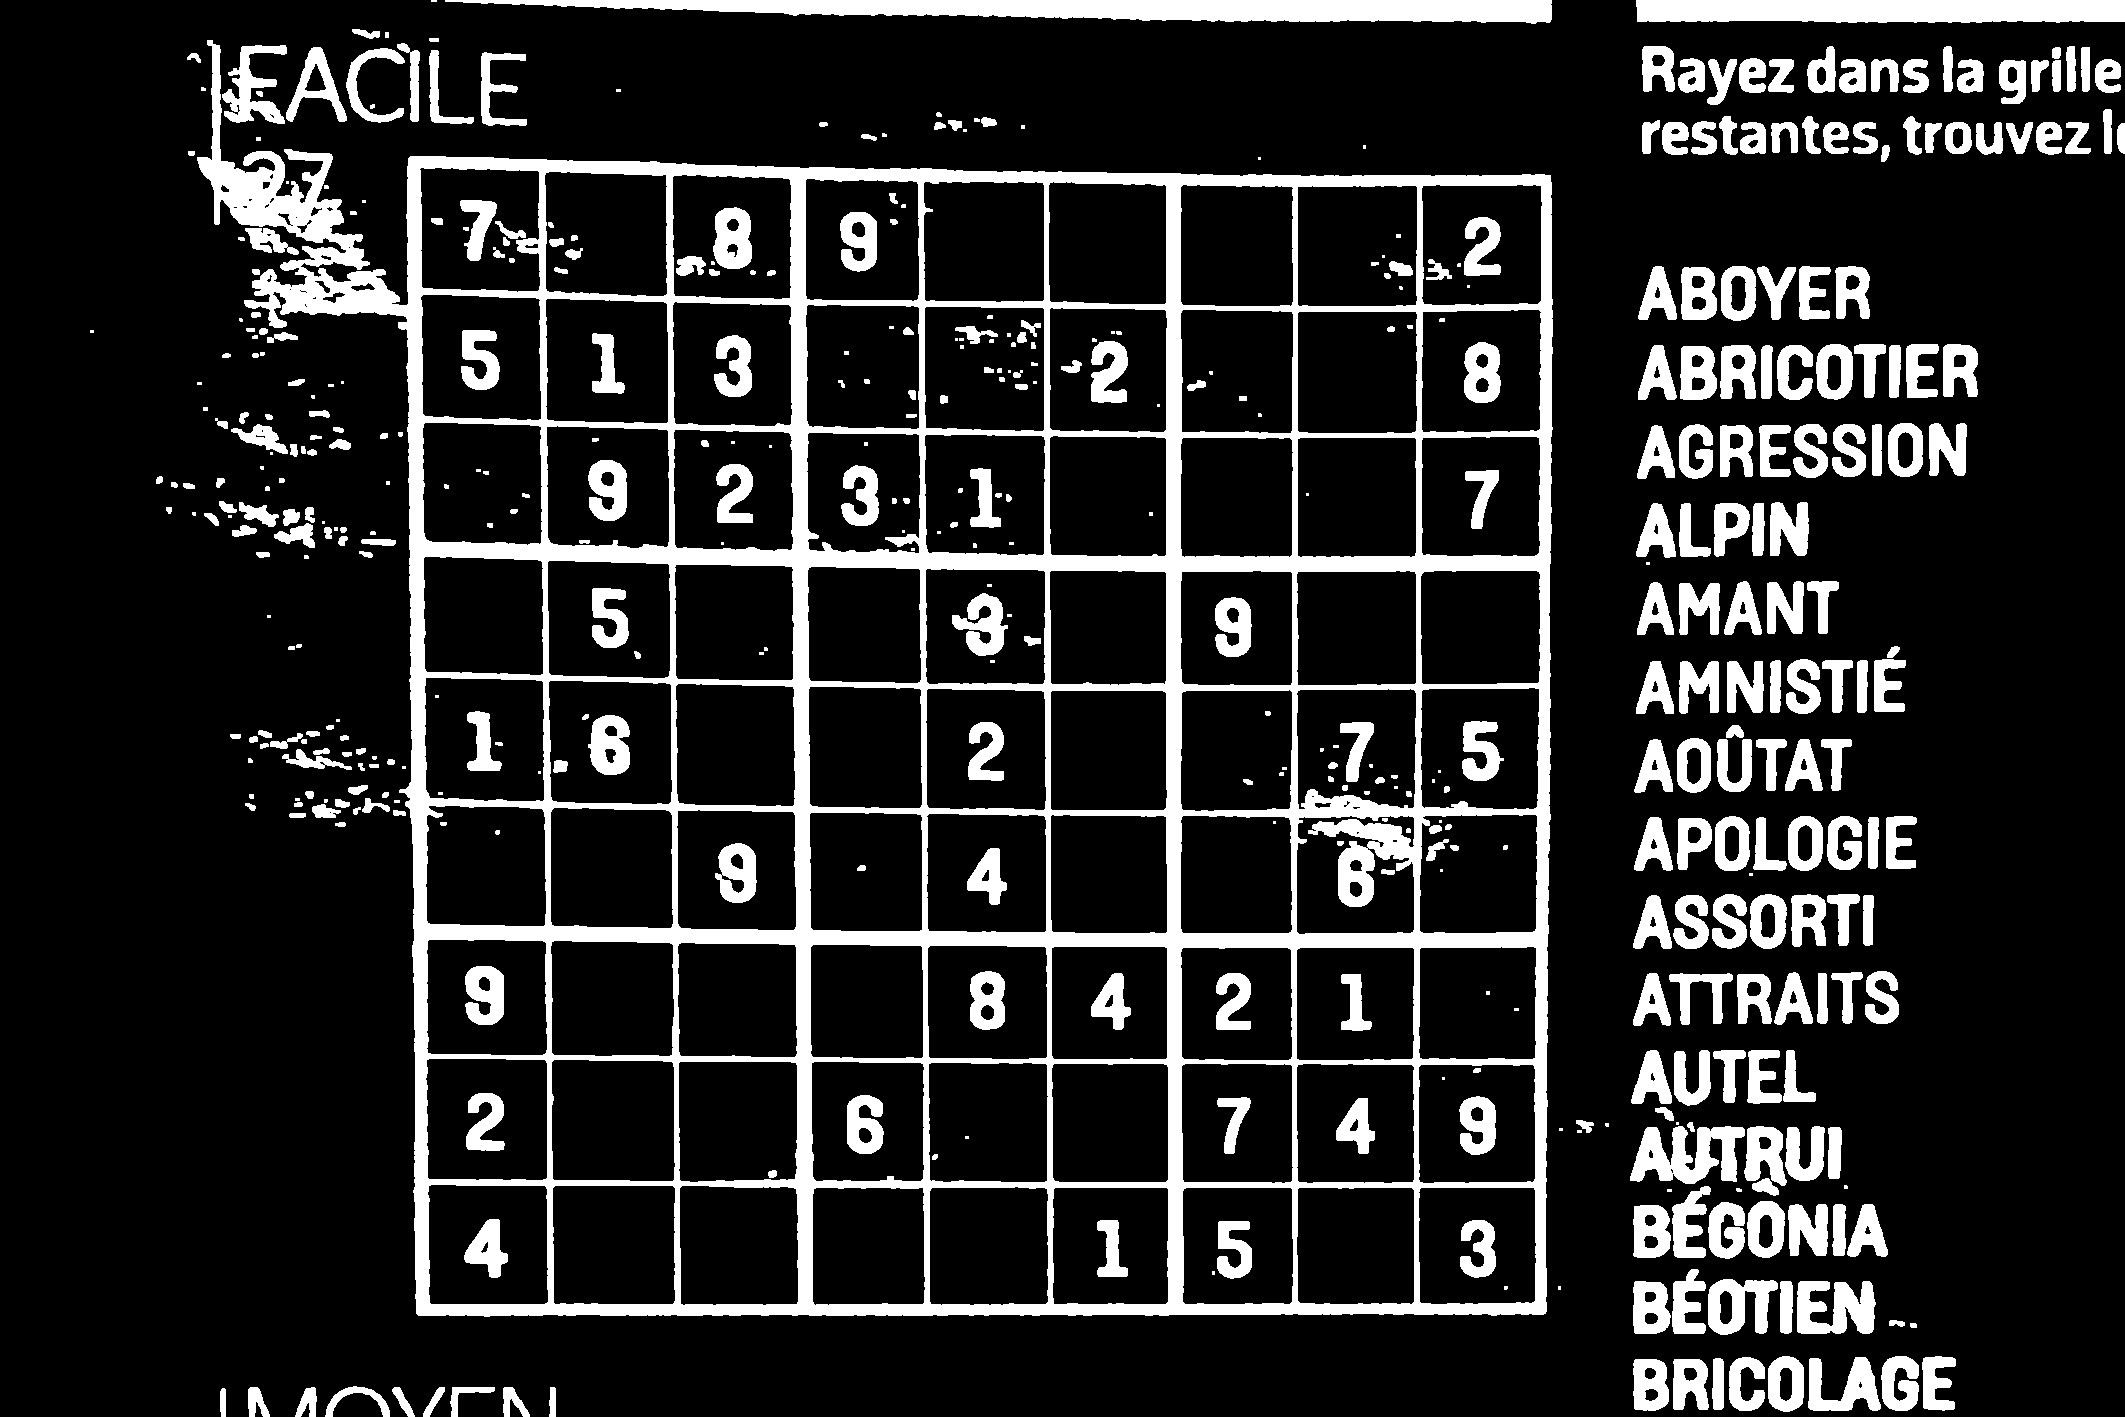 FACILE
27
7 8 9 2
5 1 3 2 8
9 2 3 1 7
5 3 9
1 6 2 7 5
9 4 6
9 8 4 2 1
2 6 7 4 9
4 1 5 3
MOYEN
Rayez dans la grille
restantes, trouvez
ABOYER
ABRICOTIER
AGRESSION
ALPIN
AMANT
AMNISTIÉ
AOÛTAT
APOLOGIE
ASSORTI
ATTRAITS
AUTEL
AUTRUI
BÉGONIA
BÉOTIEN
BRICOLAGE